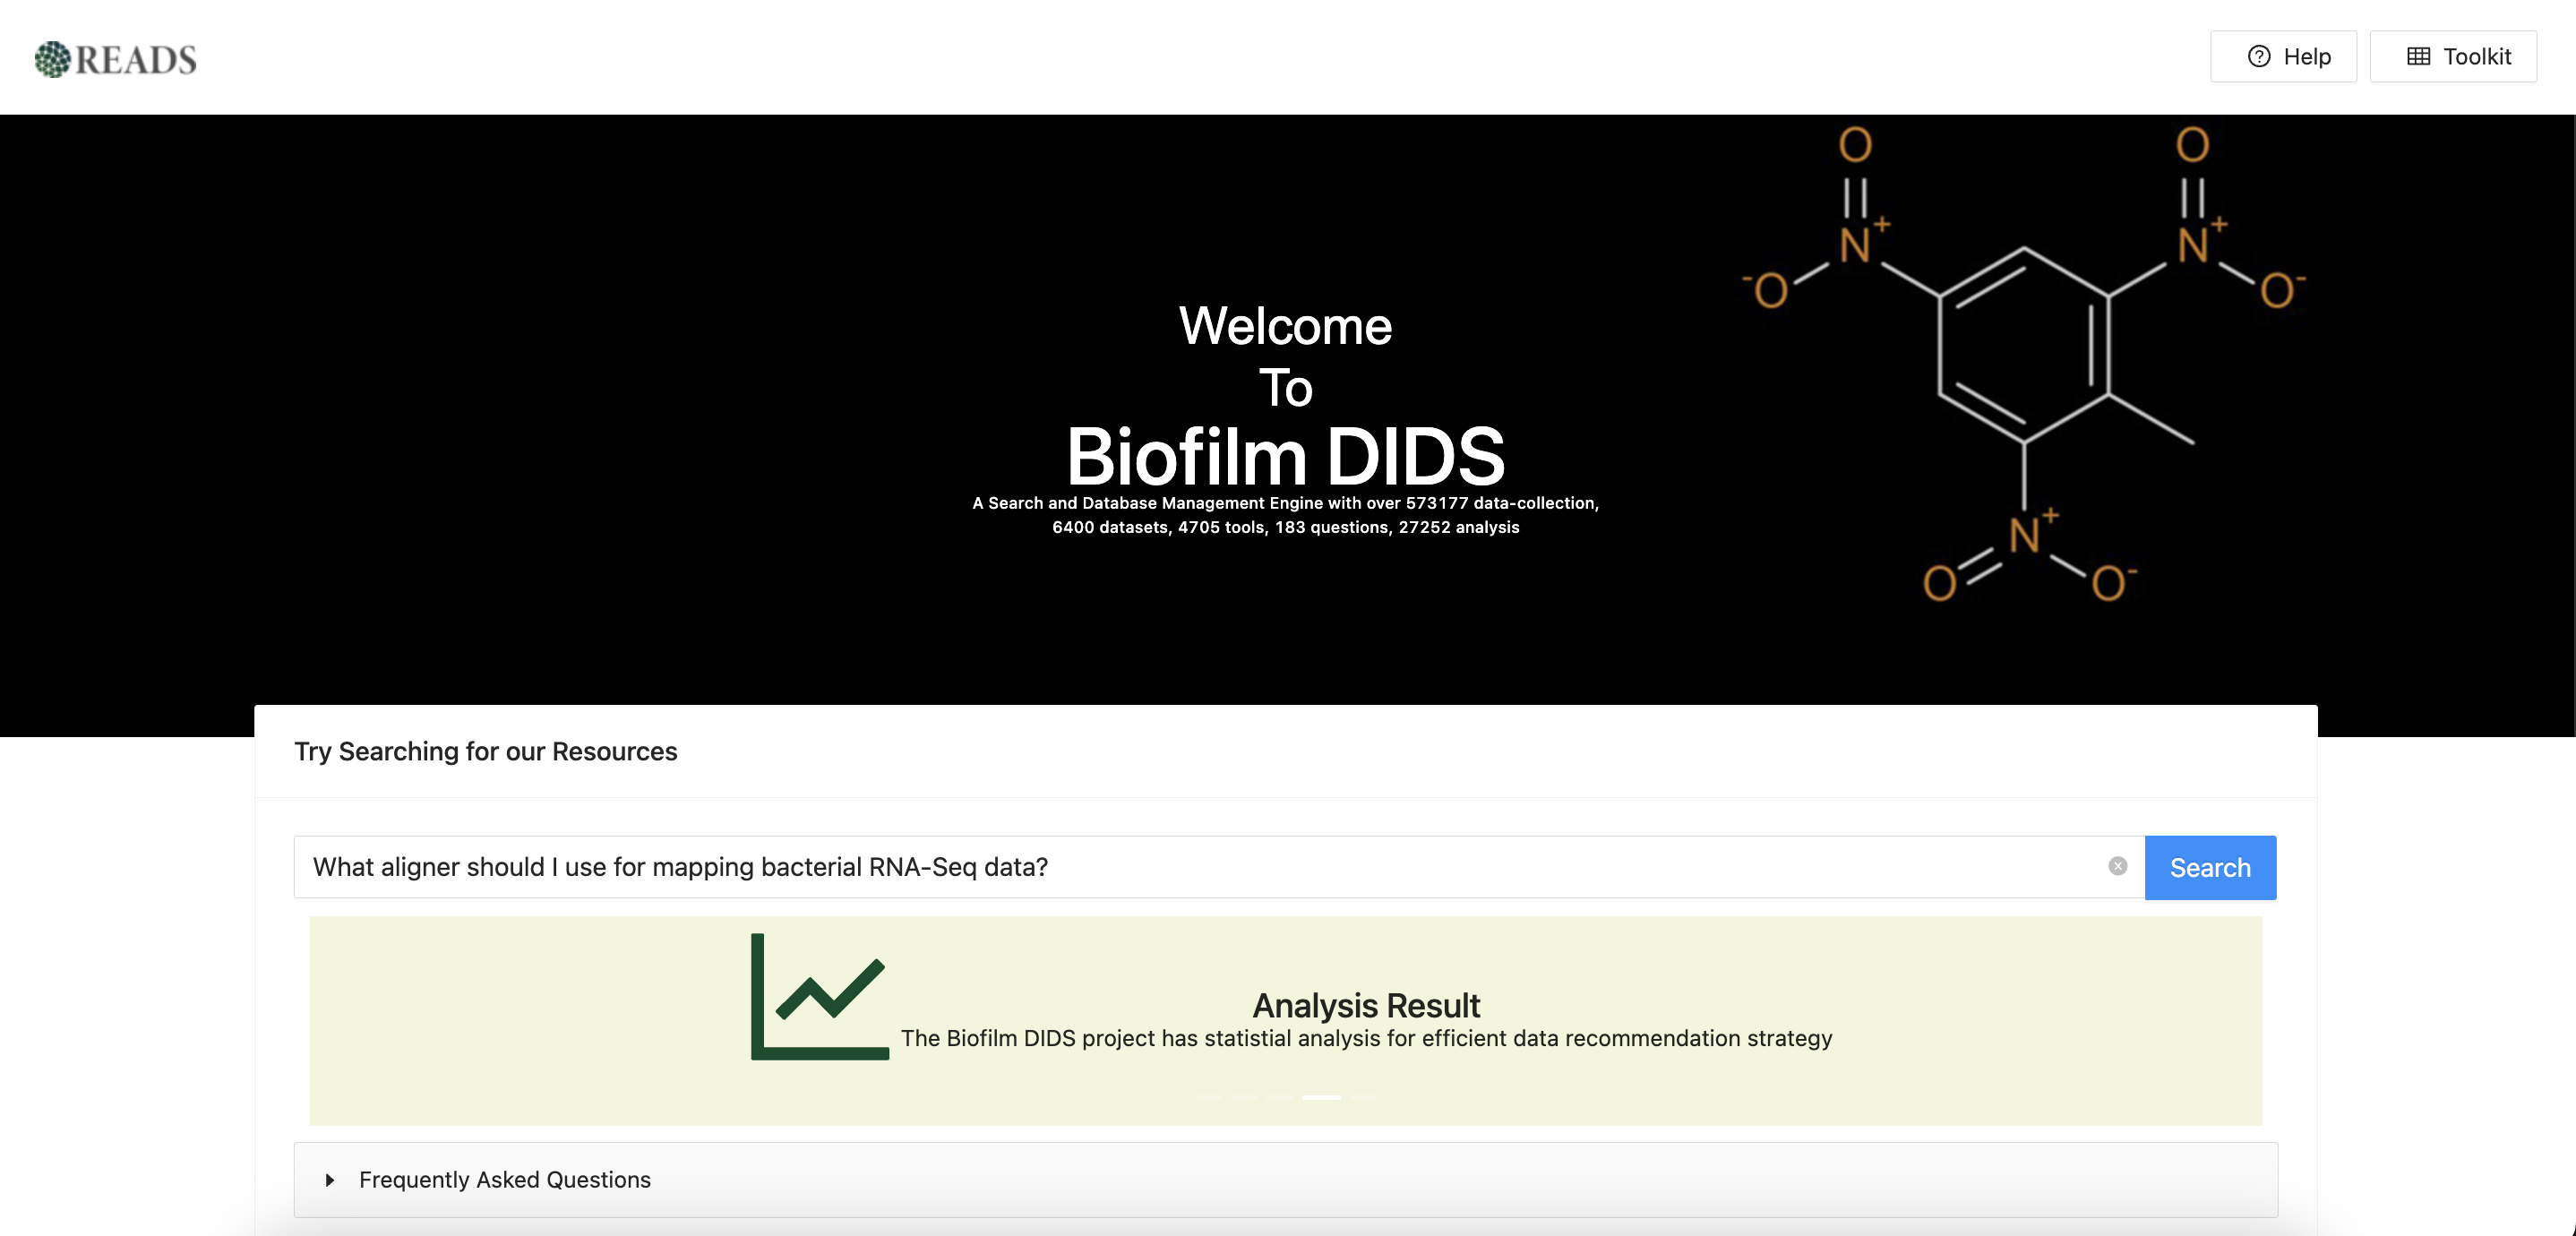 READS
Help
Toolkit
Welcome
To
Biofilm DIDS
A Search and Database Management Engine with over 573177 data-collection,
6400 datasets, 4705 tools, 183 questions, 27252 analysis
O
O
N+
N+
-O
O-
N+
O
O-
Try Searching for our Resources
What aligner should I use for mapping bacterial RNA-Seq data?
Search
Analysis Result
The Biofilm DIDS project has statistial analysis for efficient data recommendation strategy
Frequently Asked Questions